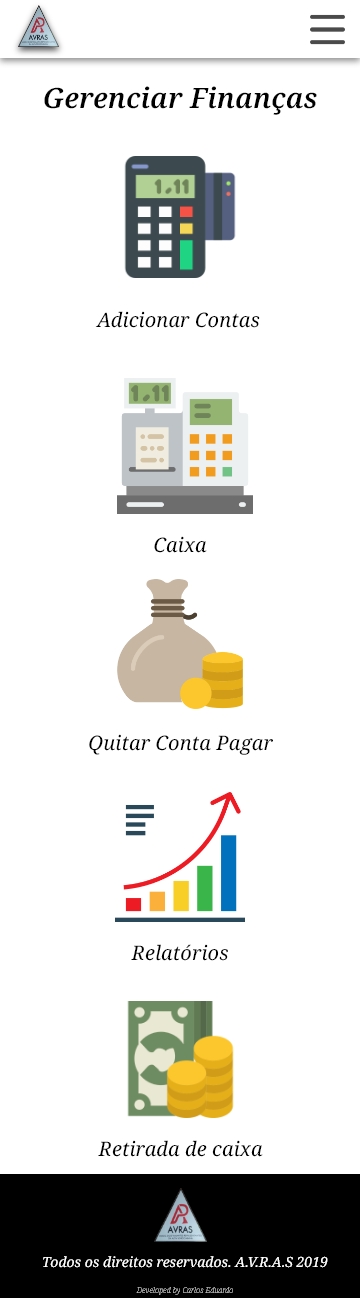 AVRAS
Gerenciar Finanças
1,11
Adicionar Contas
1,11
Caixa
Quitar Conta Pagar
Relatórios
Retirada de caixa
AVRAS
Todos os direitos reservados. A.V.R.A.S 2019
Developed by Carlos Eduardo